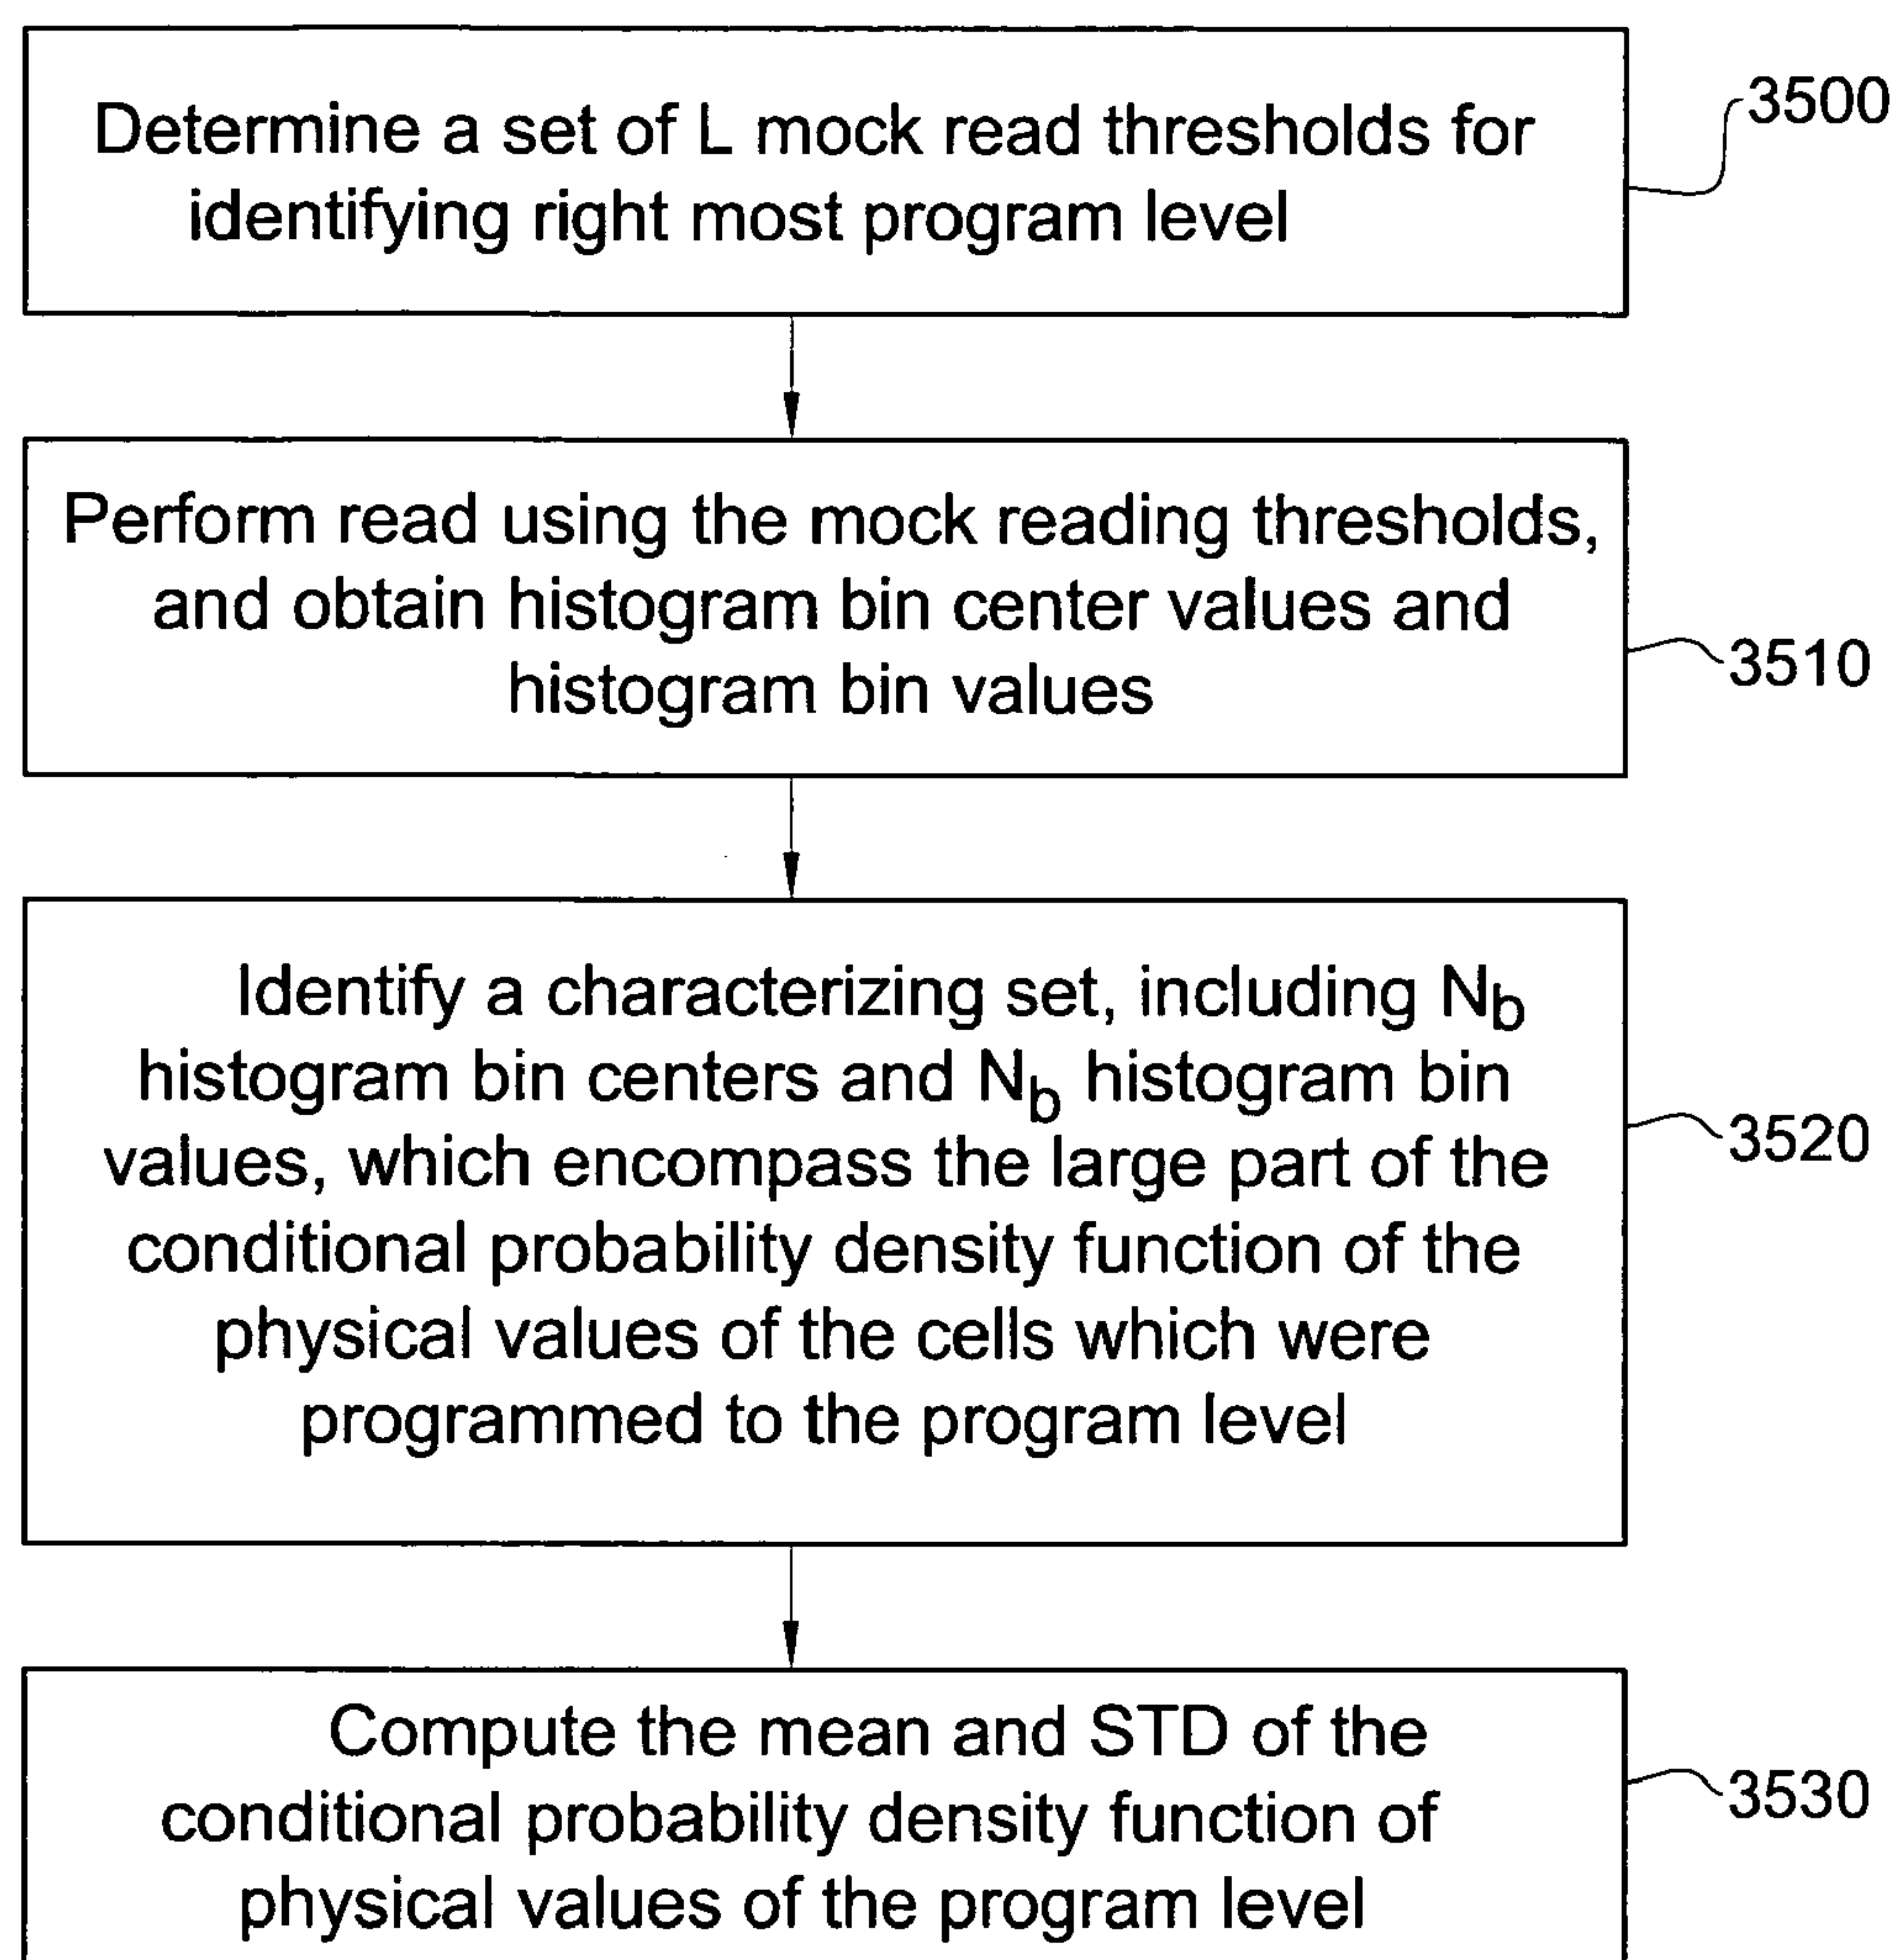 Determine a set of L mock read thresholds for
identifying right most program level
3500
Perform read using the mock reading thresholds,
and obtain histogram bin center values and
histogram bin values
3510
Identify a characterizing set, including Nb
histogram bin centers and Nb histogram bin
values, which encompass the large part of the
conditional probability density function of the
physical values of the cells which were
programmed to the program level
3520
Compute the mean and STD of the
conditional probability density function of
physical values of the program level
3530